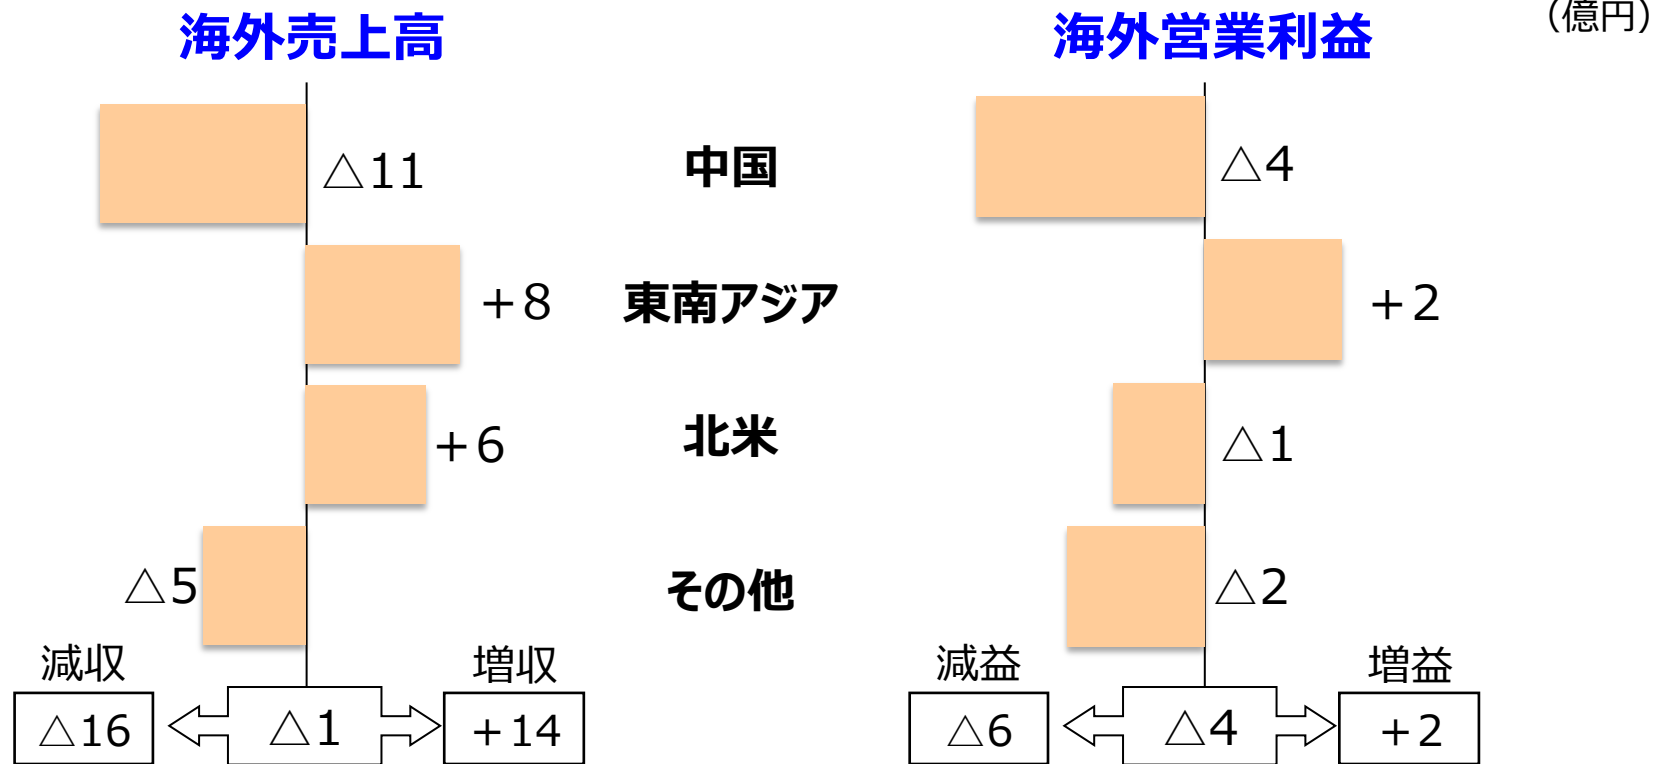 海外売上高
海外営業利益
（億円）
△11
中国
△4
＋8
東南アジア
＋2
＋6
北米
△1
△5
その他
△2
減収
増収
減益
増益
△16
△1
＋14
△6
△4
＋2